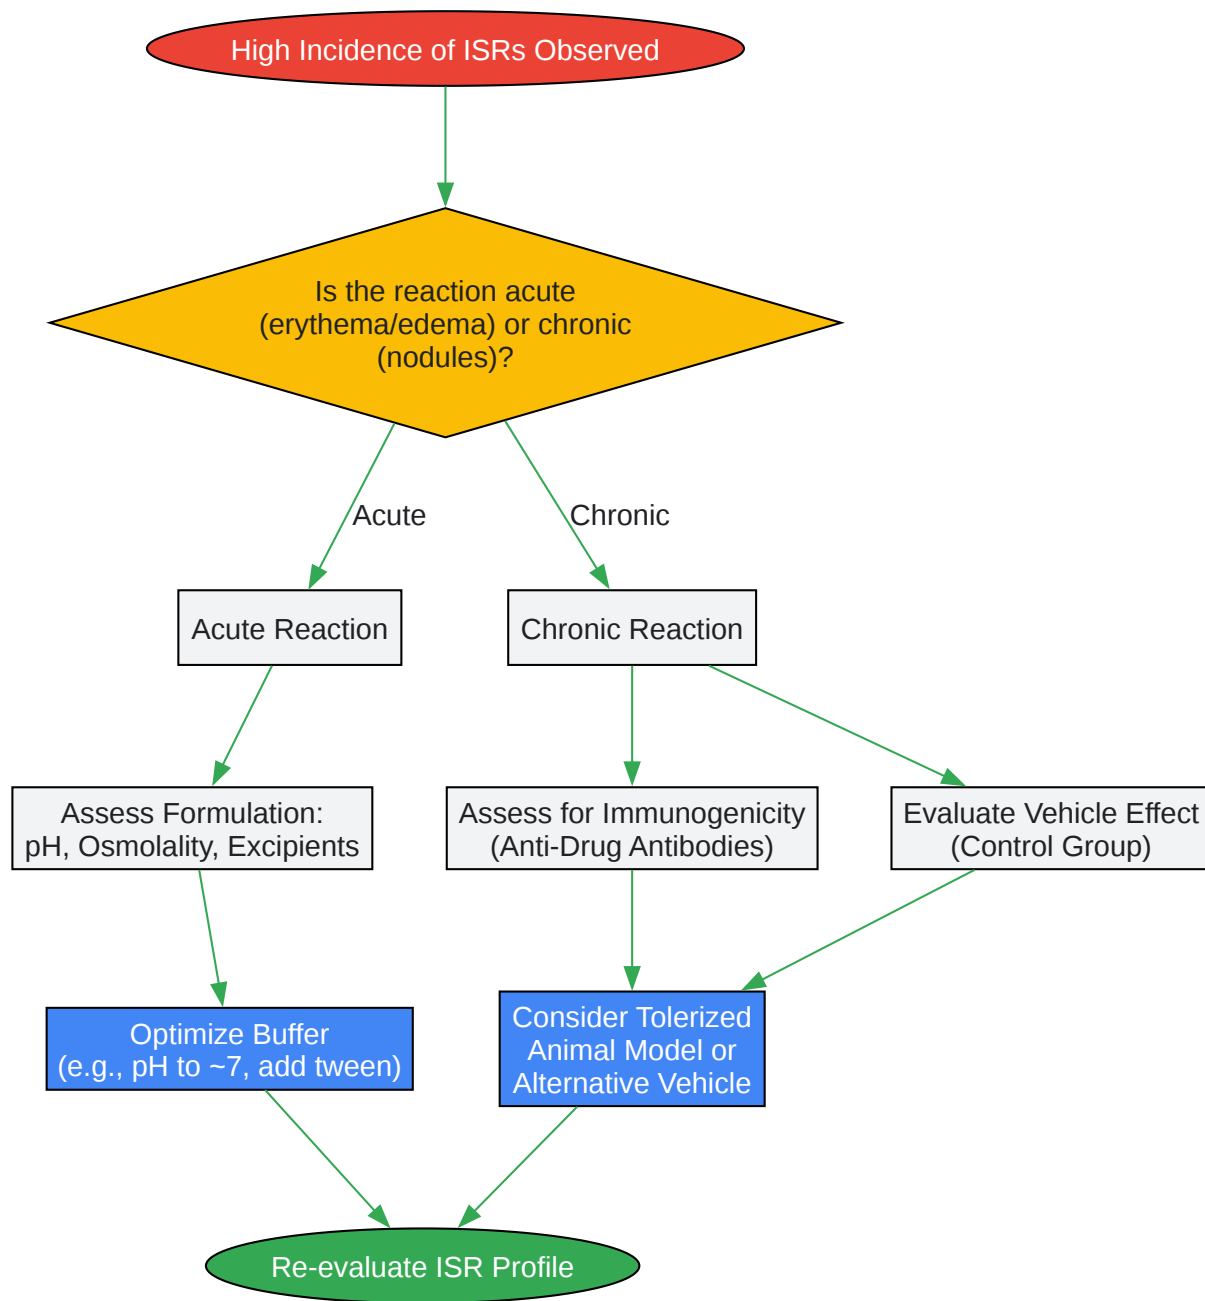 High Incidence of ISRs Observed
Is the reaction acute
(erythema/edema) or chronic
(nodules)?
Acute
Chronic
Acute Reaction
Chronic Reaction
Assess Formulation:
pH, Osmolality, Excipients
Assess for Immunogenicity
(Anti-Drug Antibodies)
Evaluate Vehicle Effect
(Control Group)
Optimize Buffer
(e.g., pH to ~7, add tween)
Consider Tolerized
Animal Model or
Alternative Vehicle
Re-evaluate ISR Profile